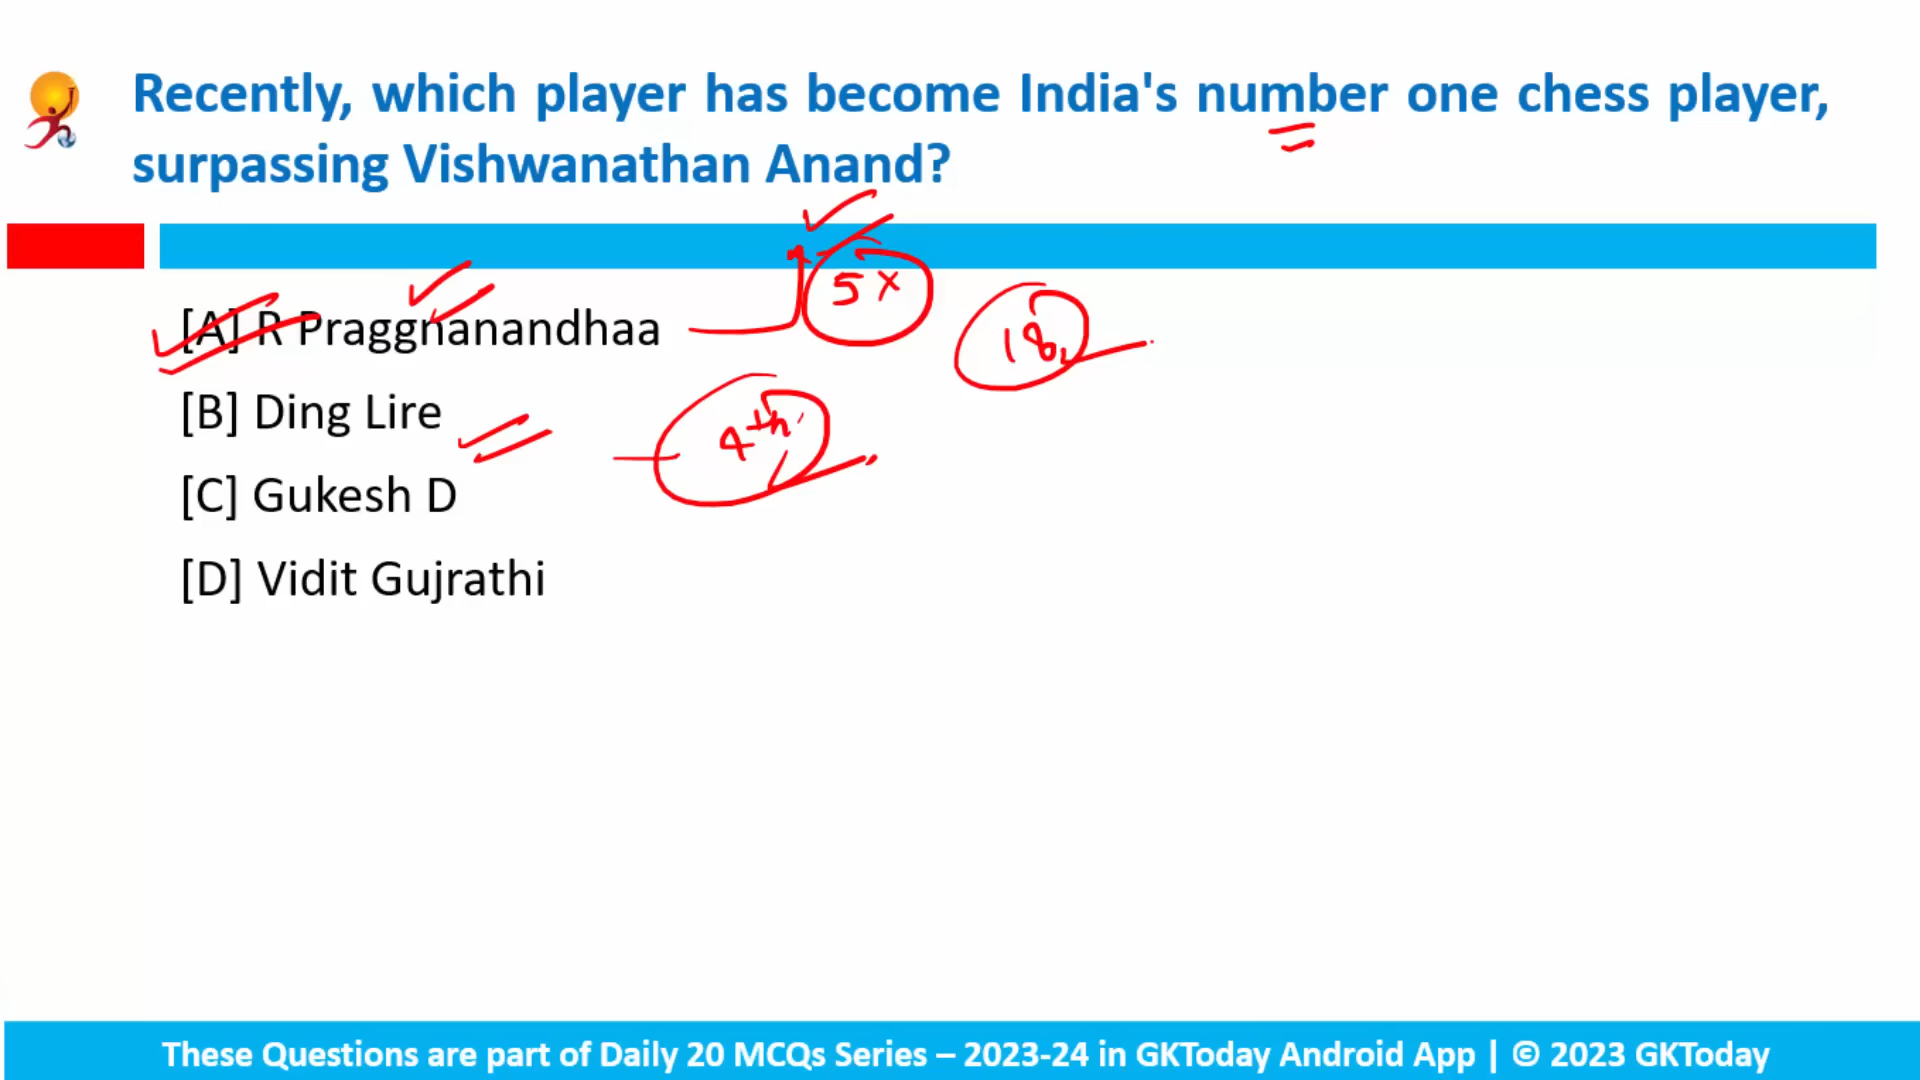 Recently, which player has become India's number one chess player,
surpassing Vishwanathan Anand?
5 x
[A] R Praggnanandhaa
18
[B] Ding Lire
4th
[C] Gukesh D
[D] Vidit Gujrathi
These Questions are part of Daily 20 MCQs Series – 2023-24 in GKToday Android App | © 2023 GKToday